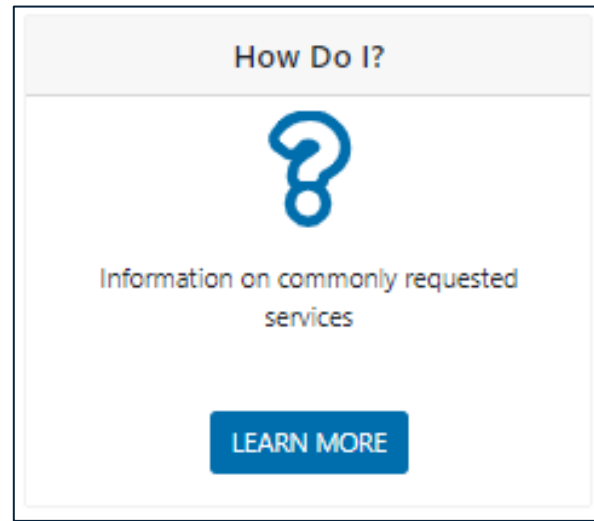 How Do I?
Information on commonly requested
services
LEARN MORE